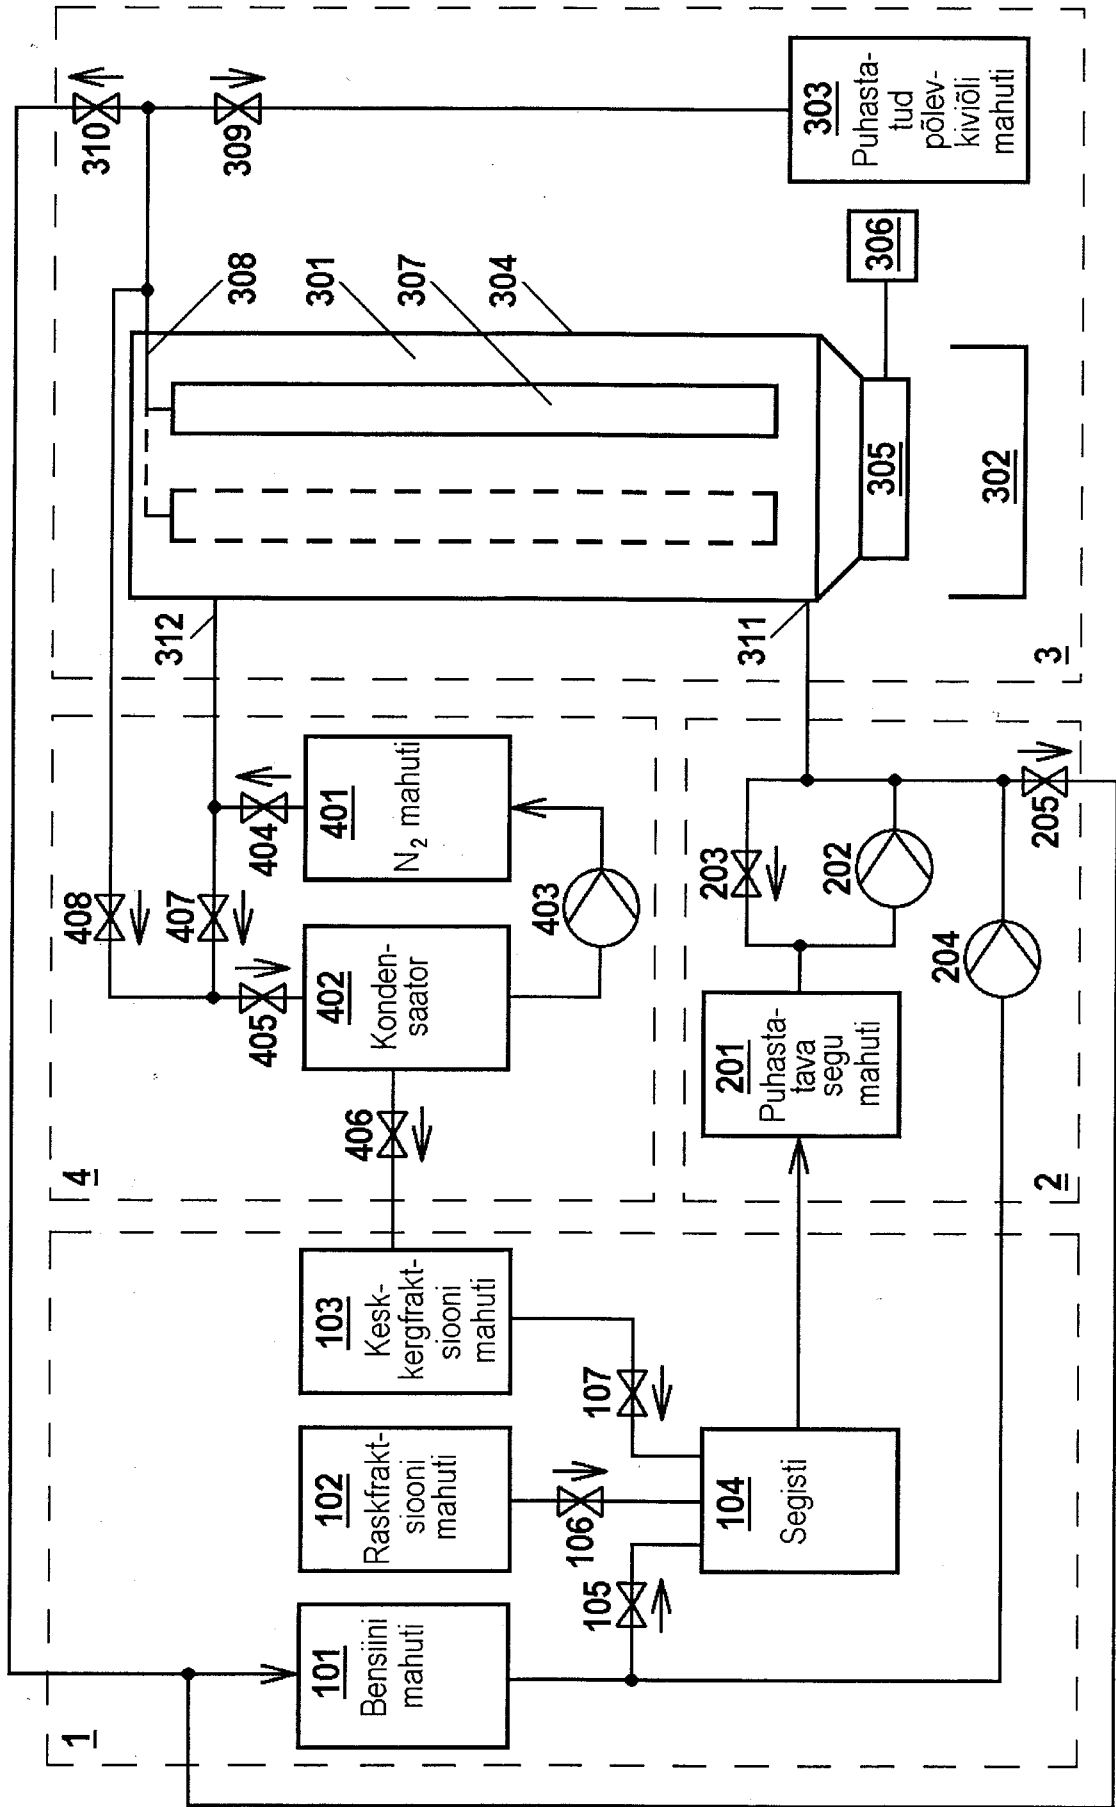 1
101
Bensiini
mahuti
102
Raskfrakt-
siooni
mahuti
103
Kesk-
kergfrakt-
siooni
mahuti
105
106
107
104
Segisti
4
406
405
407
408
402
Konden-
saator
404
401
N₂ mahuti
403
2
201
Puhasta-
tava
segu
mahuti
203
202
204
205
3
312
311
308
301
307
304
305
306
302
310
309
303
Puhasta-
tud
põlev-
kiviõli
mahuti